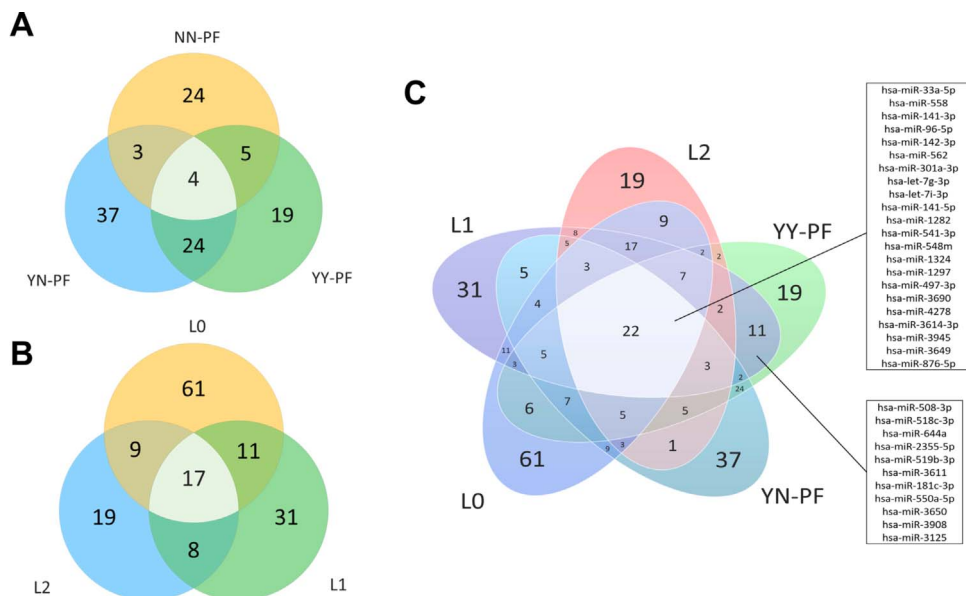 A
NN-PF
24
3
5
4
37
19
24
YN-PF
YY-PF
B
L0
61
9
11
17
19
31
8
L2
L1
C
L2
19
YY-PF
L1
9
8
5
17
2
2
5
3
7
31
19
4
2
11
22
11
3
5
3
2
24
6
7
5
5
61
9
3
1
37
L0
YN-PF
hsa-miR-33a-5p
hsa-miR-558
hsa-miR-141-3p
hsa-miR-96-5p
hsa-miR-142-3p
hsa-miR-562
hsa-miR-301a-3p
hsa-let-7g-3p
hsa-let-7i-3p
hsa-miR-141-5p
hsa-miR-1282
hsa-miR-541-3p
hsa-miR-548m
hsa-miR-1324
hsa-miR-1297
hsa-miR-497-3p
hsa-miR-3690
hsa-miR-4278
hsa-miR-3614-3p
hsa-miR-3945
hsa-miR-3649
hsa-miR-876-5p
hsa-miR-508-3p
hsa-miR-518c-3p
hsa-miR-644a
hsa-miR-2355-5p
hsa-miR-519b-3p
hsa-miR-3611
hsa-miR-181c-3p
hsa-miR-550a-5p
hsa-miR-3650
hsa-miR-3908
hsa-miR-3125